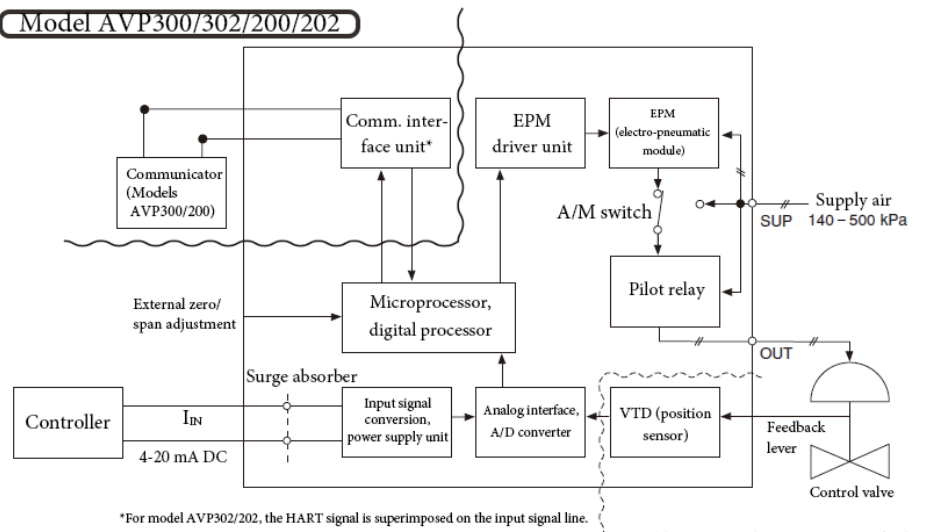 Model AVP300/302/200/202
Comm. inter-
face unit*
EPM
driver unit
EPM
(electro-pneumatic
module)
Communicator
(Models
AVP300/200)
A/M switch
SUP
Supply air
140 – 500 kPa
Pilot relay
External zero/
span adjustment
Microprocessor,
digital processor
OUT
Surge absorber
Controller
IIN
4-20 mA DC
Input signal
conversion,
power supply unit
Analog interface,
A/D converter
VTD (position
sensor)
Feedback
lever
Control valve
*For model AVP302/202, the HART signal is superimposed on the input signal line.